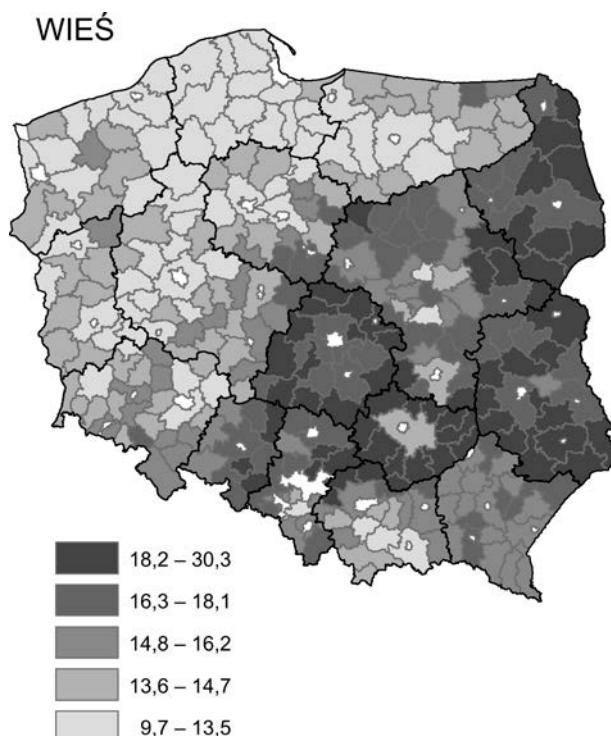 WIEŚ
18,2 – 30,3
16,3 – 18,1
14,8 – 16,2
13,6 – 14,7
9,7 – 13,5